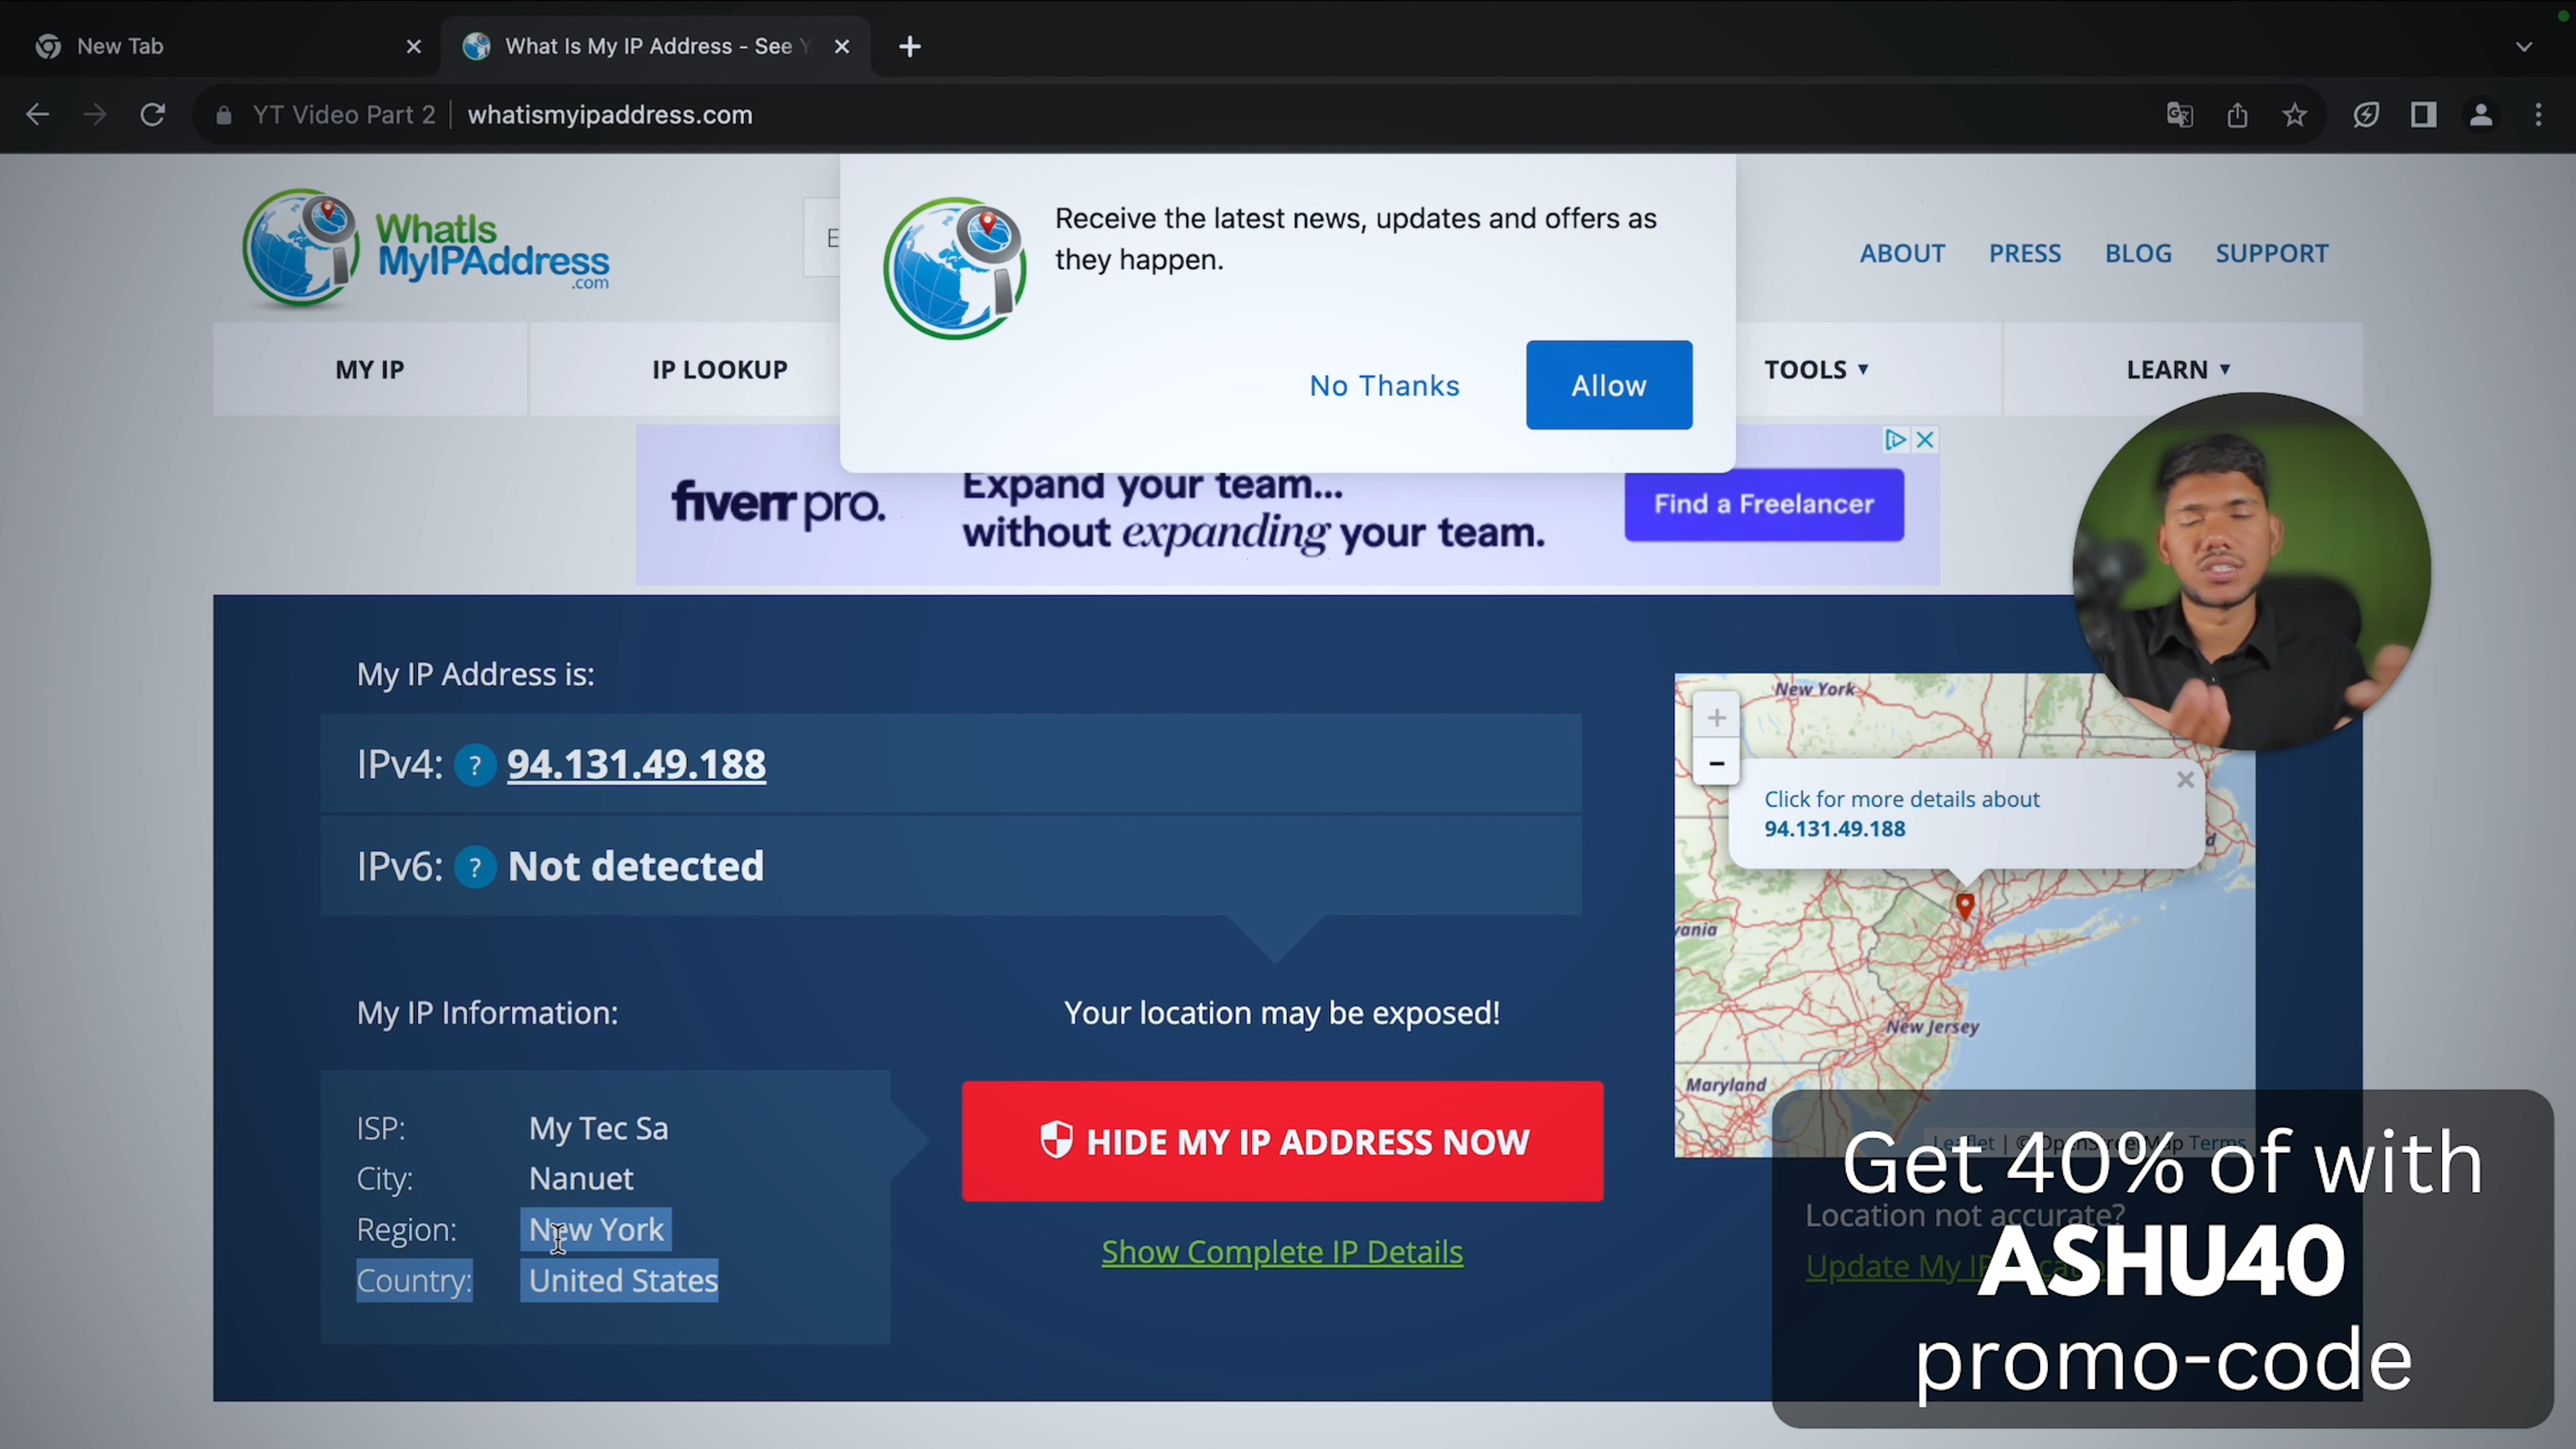 New Tab
What Is My IP Address - See Y
YT Video Part 2
whatismyipaddress.com
WhatIs
MyIPAddress
.com
E
Receive the latest news, updates and offers as
they happen.
No Thanks
Allow
ABOUT
PRESS
BLOG
SUPPORT
MY IP
IP LOOKUP
TOOLS
LEARN
fiverr pro.
Expand your team...
without expanding your team.
Find a Freelancer
My IP Address is:
IPv4: ? 94.131.49.188
IPv6: ? Not detected
My IP Information:
ISP: My Tec Sa
City: Nanuet
Region: New York
Country: United States
Your location may be exposed!
HIDE MY IP ADDRESS NOW
Show Complete IP Details
New York
+
-
Click for more details about
94.131.49.188
vania
New Jersey
Maryland
Leaflet | © OpenStreetMap Terms
Location not accurate?
Update My IP
Get 40% of with
ASHU40
promo-code